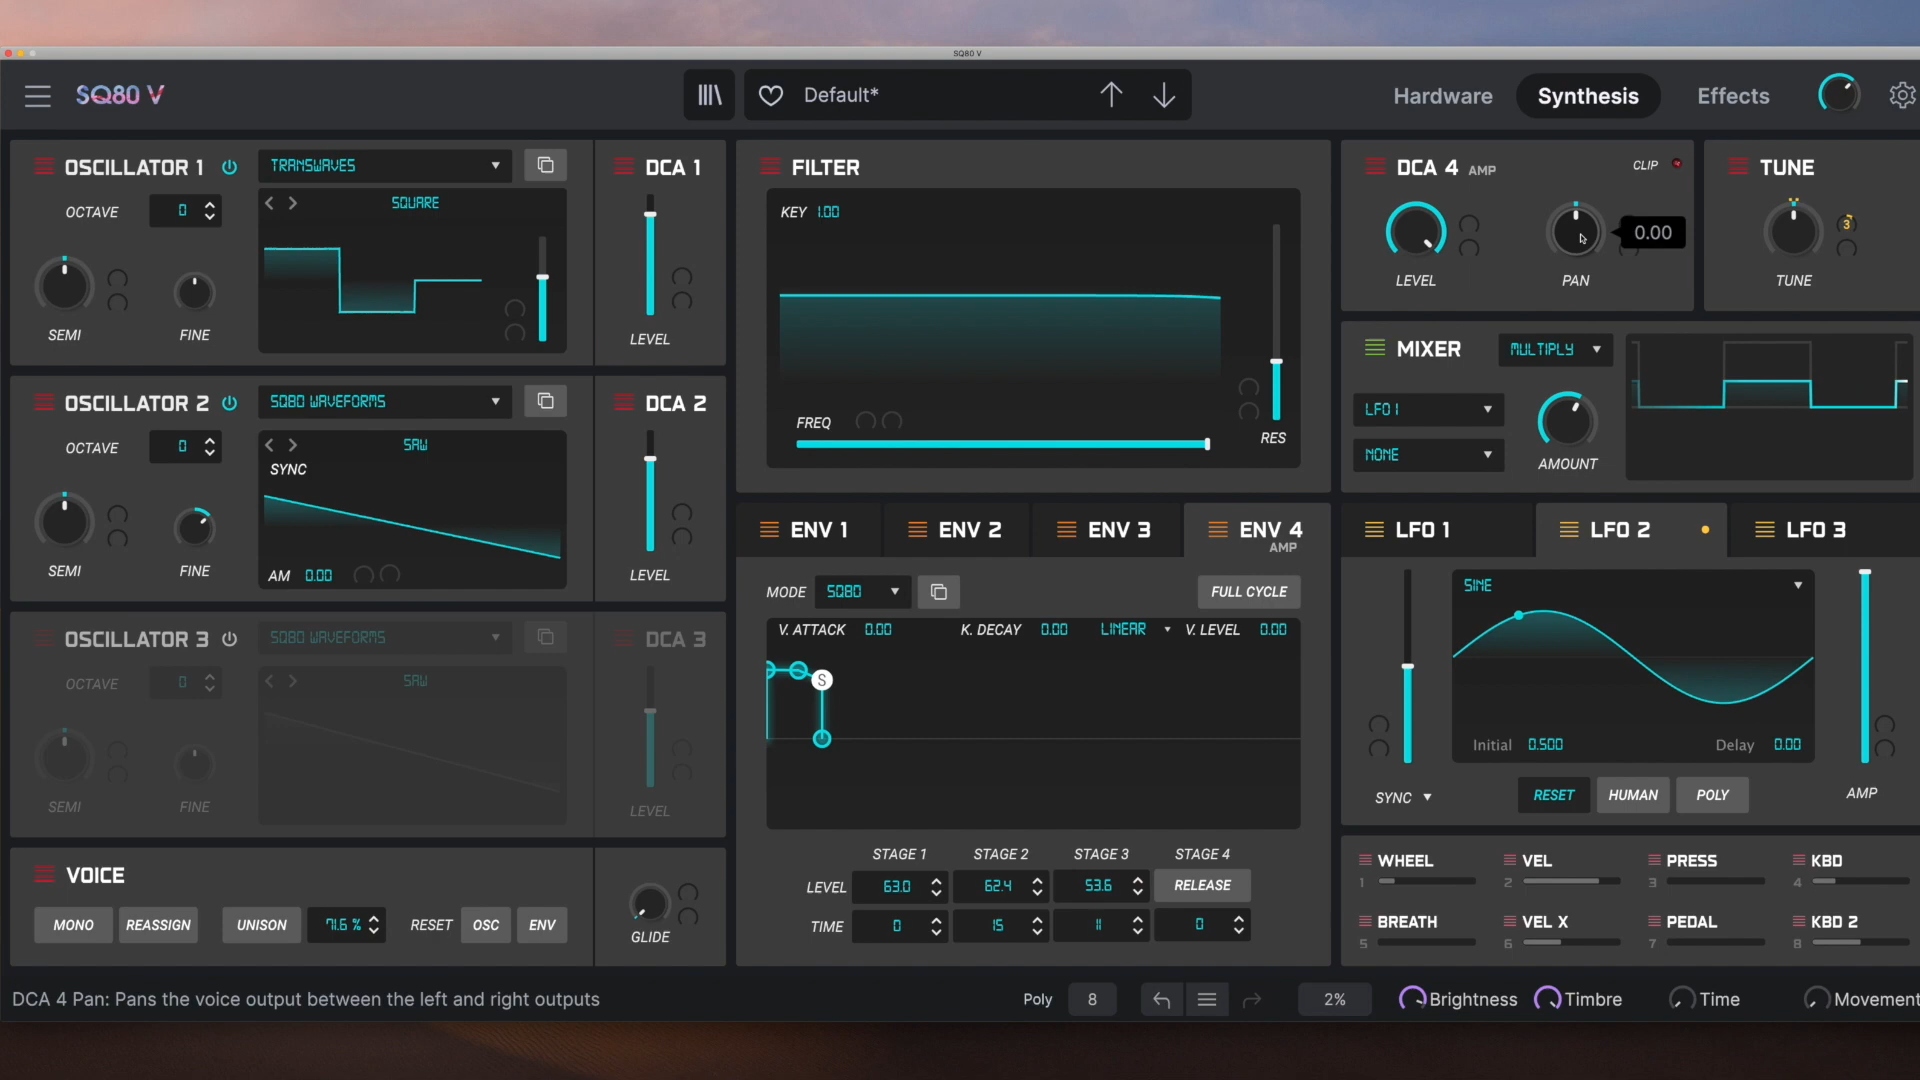 SQ80 V
SQ80 V
Default*
Hardware
Synthesis
Effects
OSCILLATOR 1
TRANSWAVES
OCTAVE
0
SQUARE
SEMI
FINE
DCA 1
LEVEL
FILTER
KEY 1.00
FREQ
RES
DCA 4 AMP
CLIP
LEVEL
PAN
0.00
TUNE
3
TUNE
OSCILLATOR 2
SQ80 WAVEFORMS
OCTAVE
0
SAW
SYNC
SEMI
FINE
AM 0.00
DCA 2
LEVEL
MIXER
MULTIPLY
LFO1
NONE
AMOUNT
OSCILLATOR 3
SQ80 WAVEFORMS
OCTAVE
0
SAW
SEMI
FINE
DCA 3
LEVEL
ENV 1
ENV 2
ENV 3
ENV 4
AMP
MODE
SQ80
FULL CYCLE
V. ATTACK 0.00
K. DECAY 0.00
LINEAR
V. LEVEL 0.00
S
STAGE 1
STAGE 2
STAGE 3
STAGE 4
LEVEL
63.0
62.4
53.6
RELEASE
TIME
0
15
11
0
LFO 1
LFO 2
LFO 3
SINE
Initial 0.500
Delay 0.00
SYNC
RESET
HUMAN
POLY
AMP
VOICE
MONO
REASSIGN
UNISON
71.6 %
RESET
OSC
ENV
GLIDE
WHEEL
VEL
PRESS
KBD
1
2
3
4
BREATH
VEL X
PEDAL
KBD 2
5
6
7
8
DCA 4 Pan: Pans the voice output between the left and right outputs
Poly
8
2%
Brightness
Timbre
Time
Movement